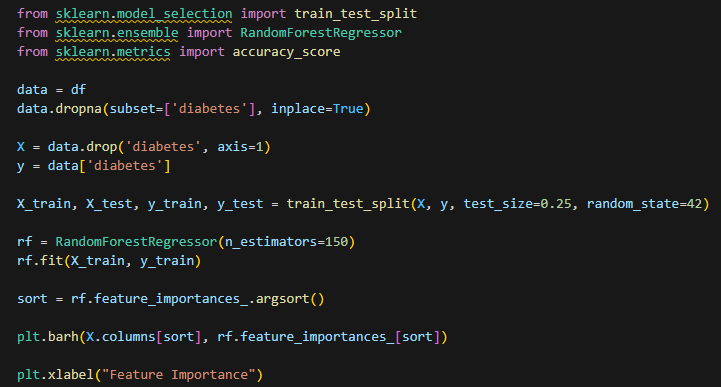 from sklearn.model_selection import train_test_split
from sklearn.ensemble import RandomForestRegressor
from sklearn.metrics import accuracy_score
data = df
data.dropna(subset=['diabetes'], inplace=True)
X = data.drop('diabetes', axis=1)
y = data['diabetes']
X_train, X_test, y_train, y_test = train_test_split(X, y, test_size=0.25, random_state=42)
rf = RandomForestRegressor(n_estimators=150)
rf.fit(X_train, y_train)
sort = rf.feature_importances_.argsort()
plt.barh(X.columns[sort], rf.feature_importances_[sort])
plt.xlabel("Feature Importance")